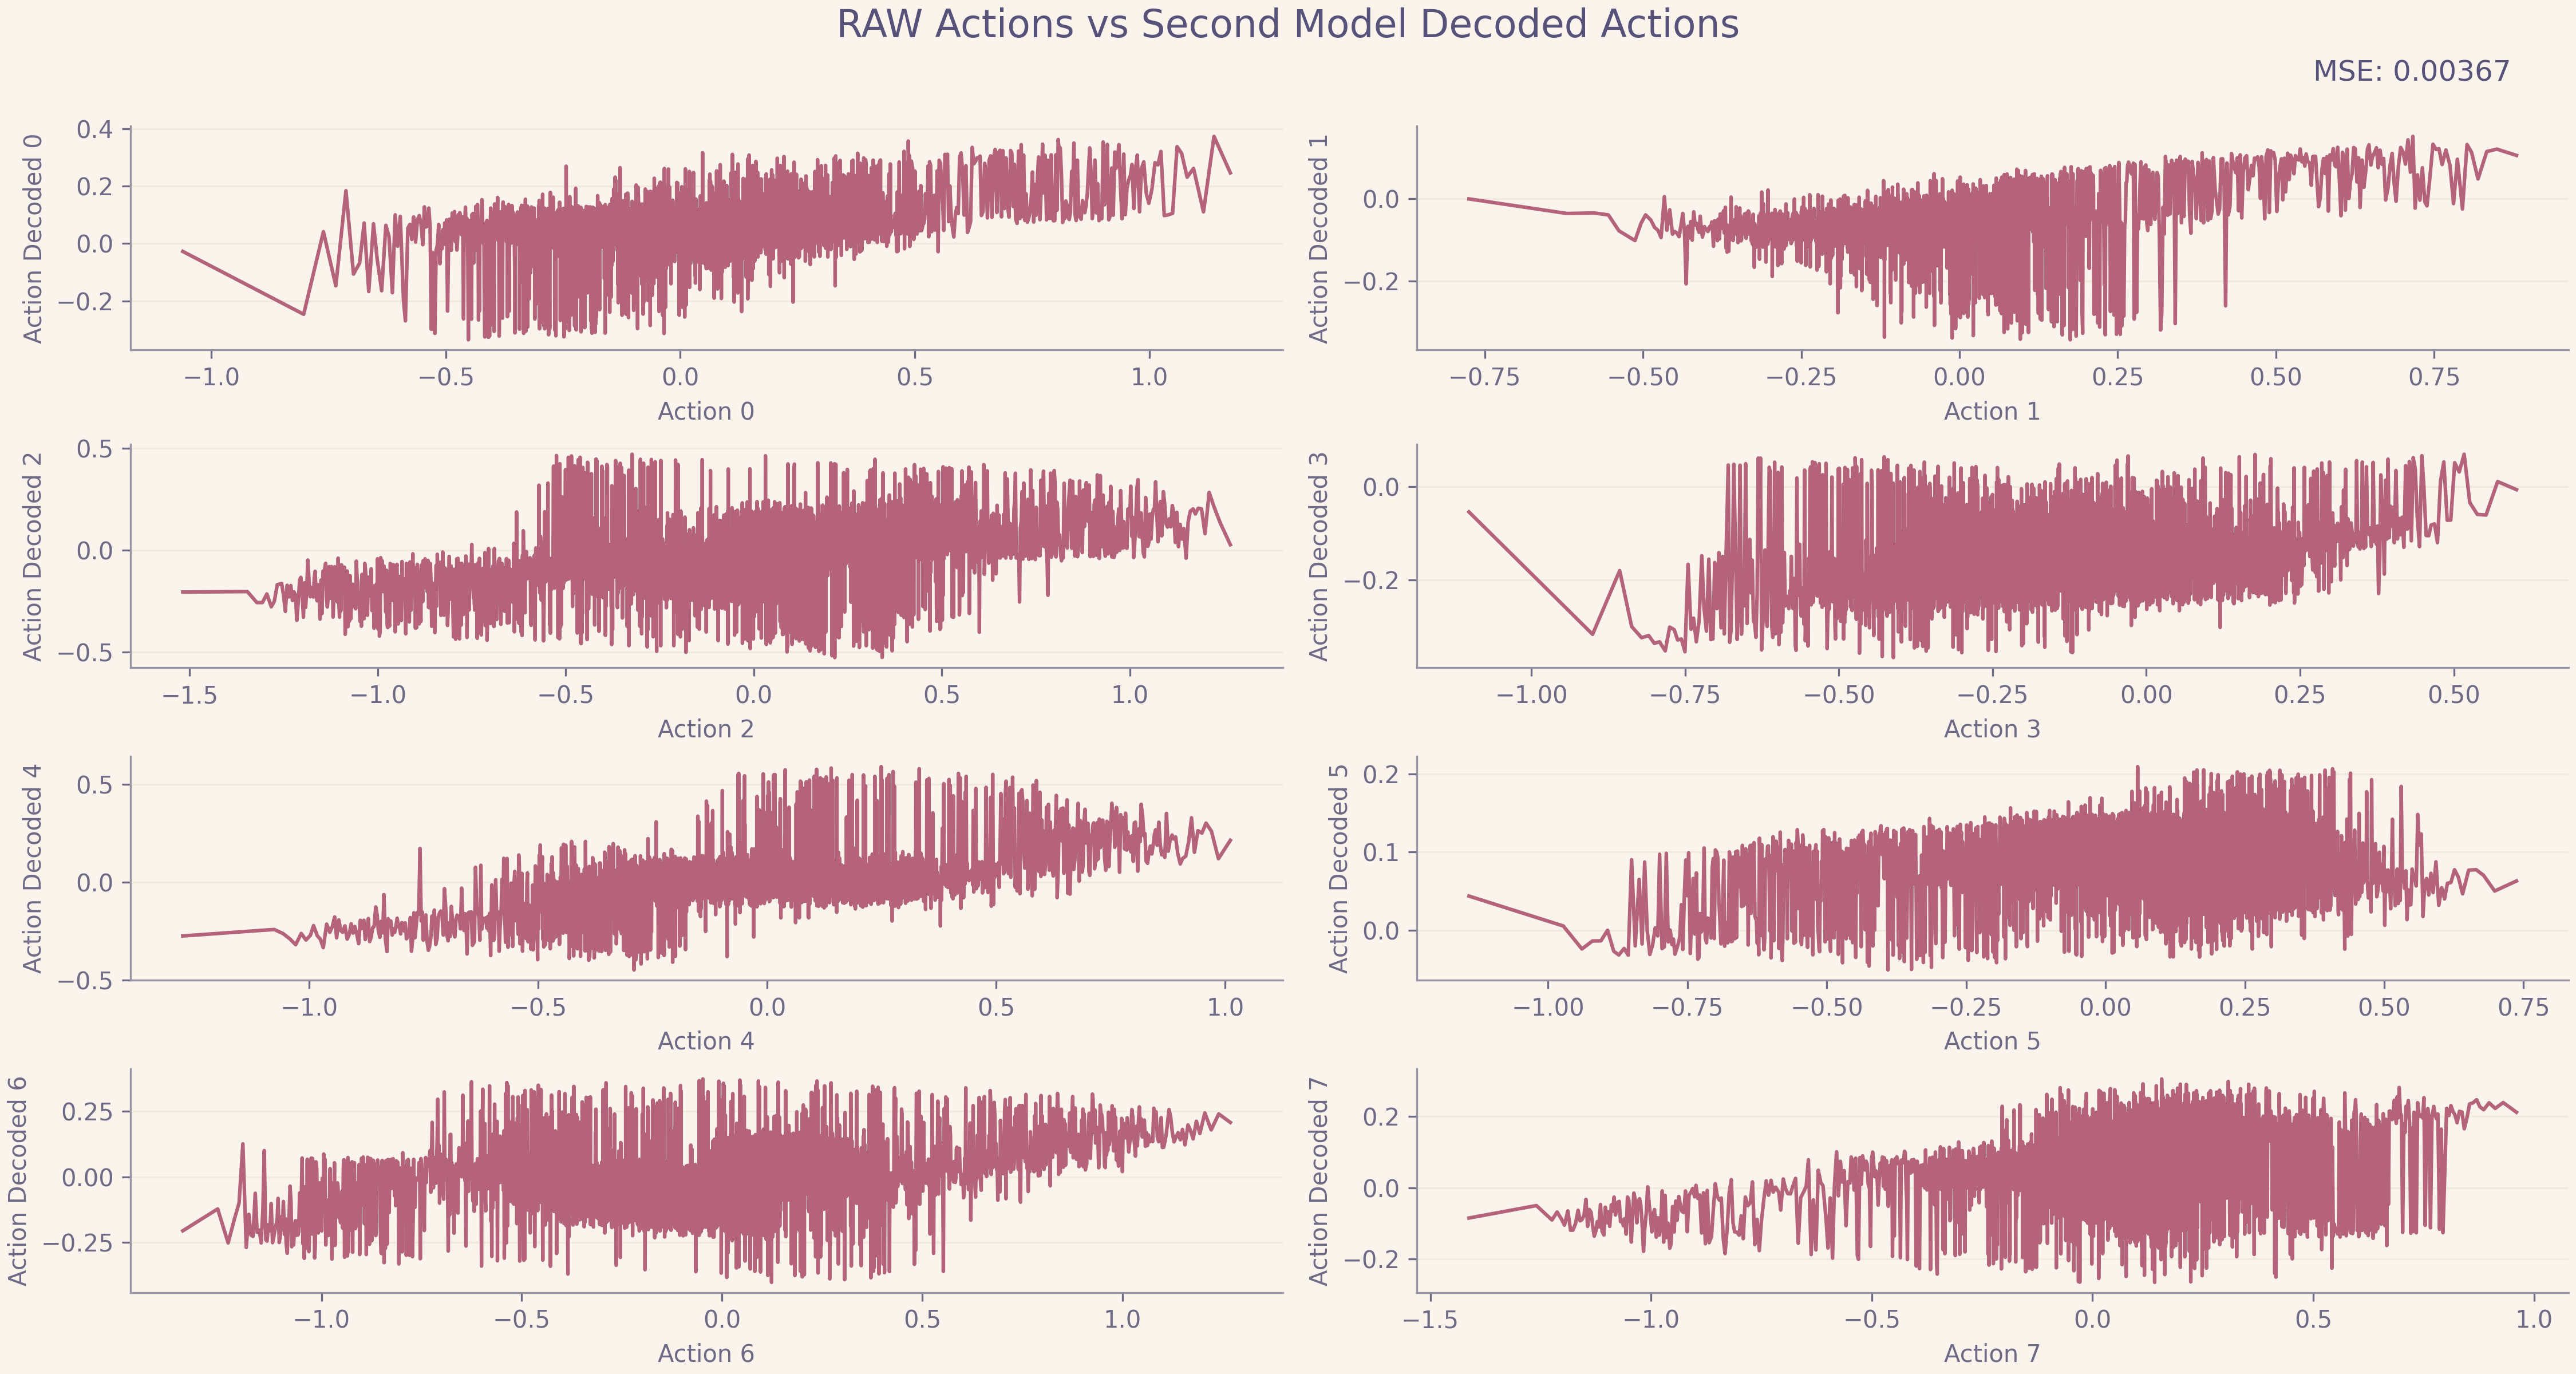 RAW Actions vs Second Model Decoded Actions
MSE: 0.00367
Action Decoded 0
0.4
0.2
0.0
−0.2
−1.0 −0.5 0.0 0.5 1.0
Action 0
Action Decoded 1
0.0
−0.2
−0.75 −0.50 −0.25 0.00 0.25 0.50 0.75
Action 1
Action Decoded 2
0.5
0.0
−0.5
−1.5 −1.0 −0.5 0.0 0.5 1.0
Action 2
Action Decoded 3
0.0
−0.2
−1.00 −0.75 −0.50 −0.25 0.00 0.25 0.50
Action 3
Action Decoded 4
0.5
0.0
−0.5
−1.0 −0.5 0.0 0.5 1.0
Action 4
Action Decoded 5
0.2
0.1
0.0
−1.00 −0.75 −0.50 −0.25 0.00 0.25 0.50 0.75
Action 5
Action Decoded 6
0.25
0.00
−0.25
−1.0 −0.5 0.0 0.5 1.0
Action 6
Action Decoded 7
0.2
0.0
−0.2
−1.5 −1.0 −0.5 0.0 0.5 1.0
Action 7